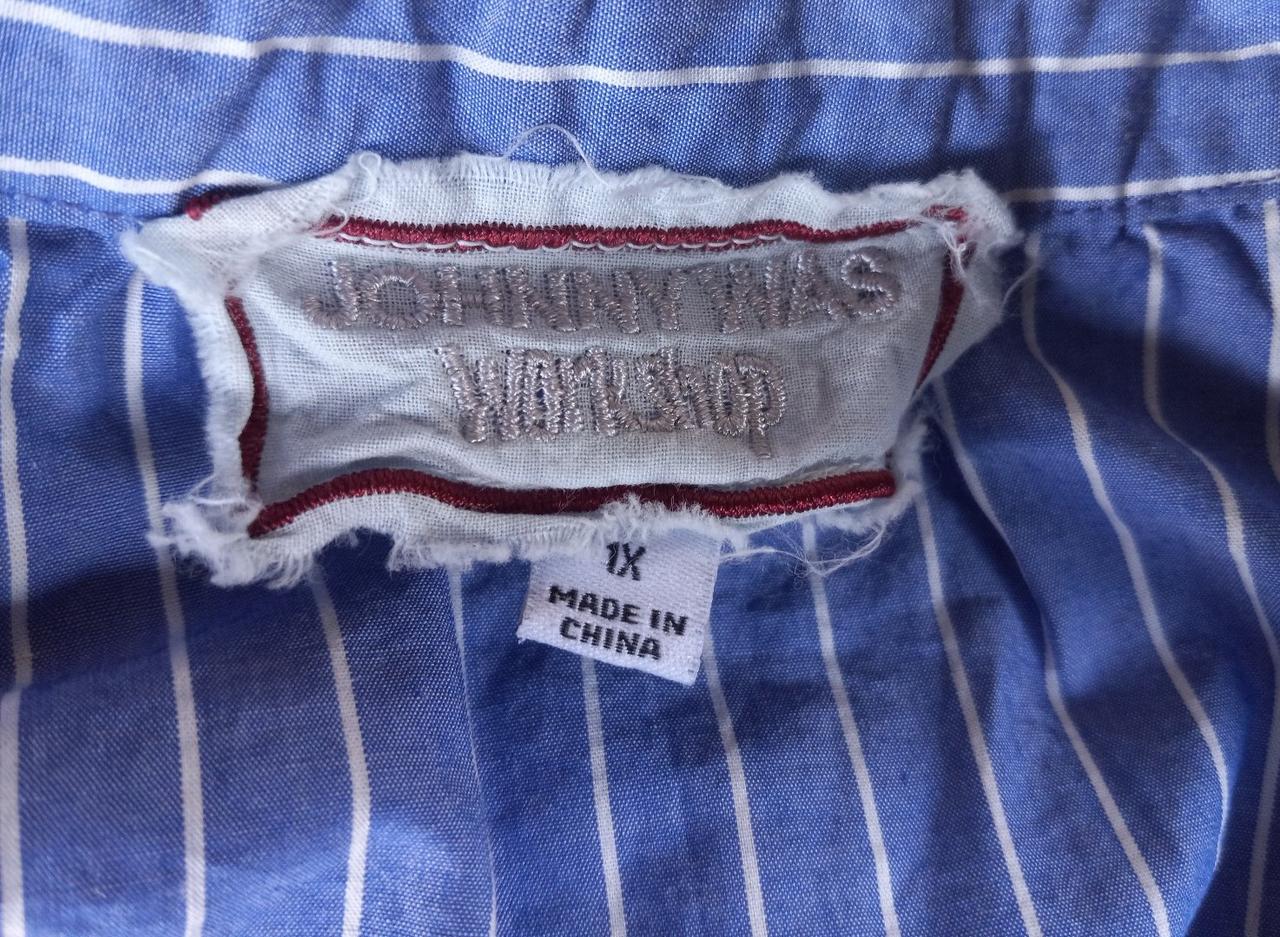 JOHNNY WAS
Workshop
1X
MADE IN
CHINA